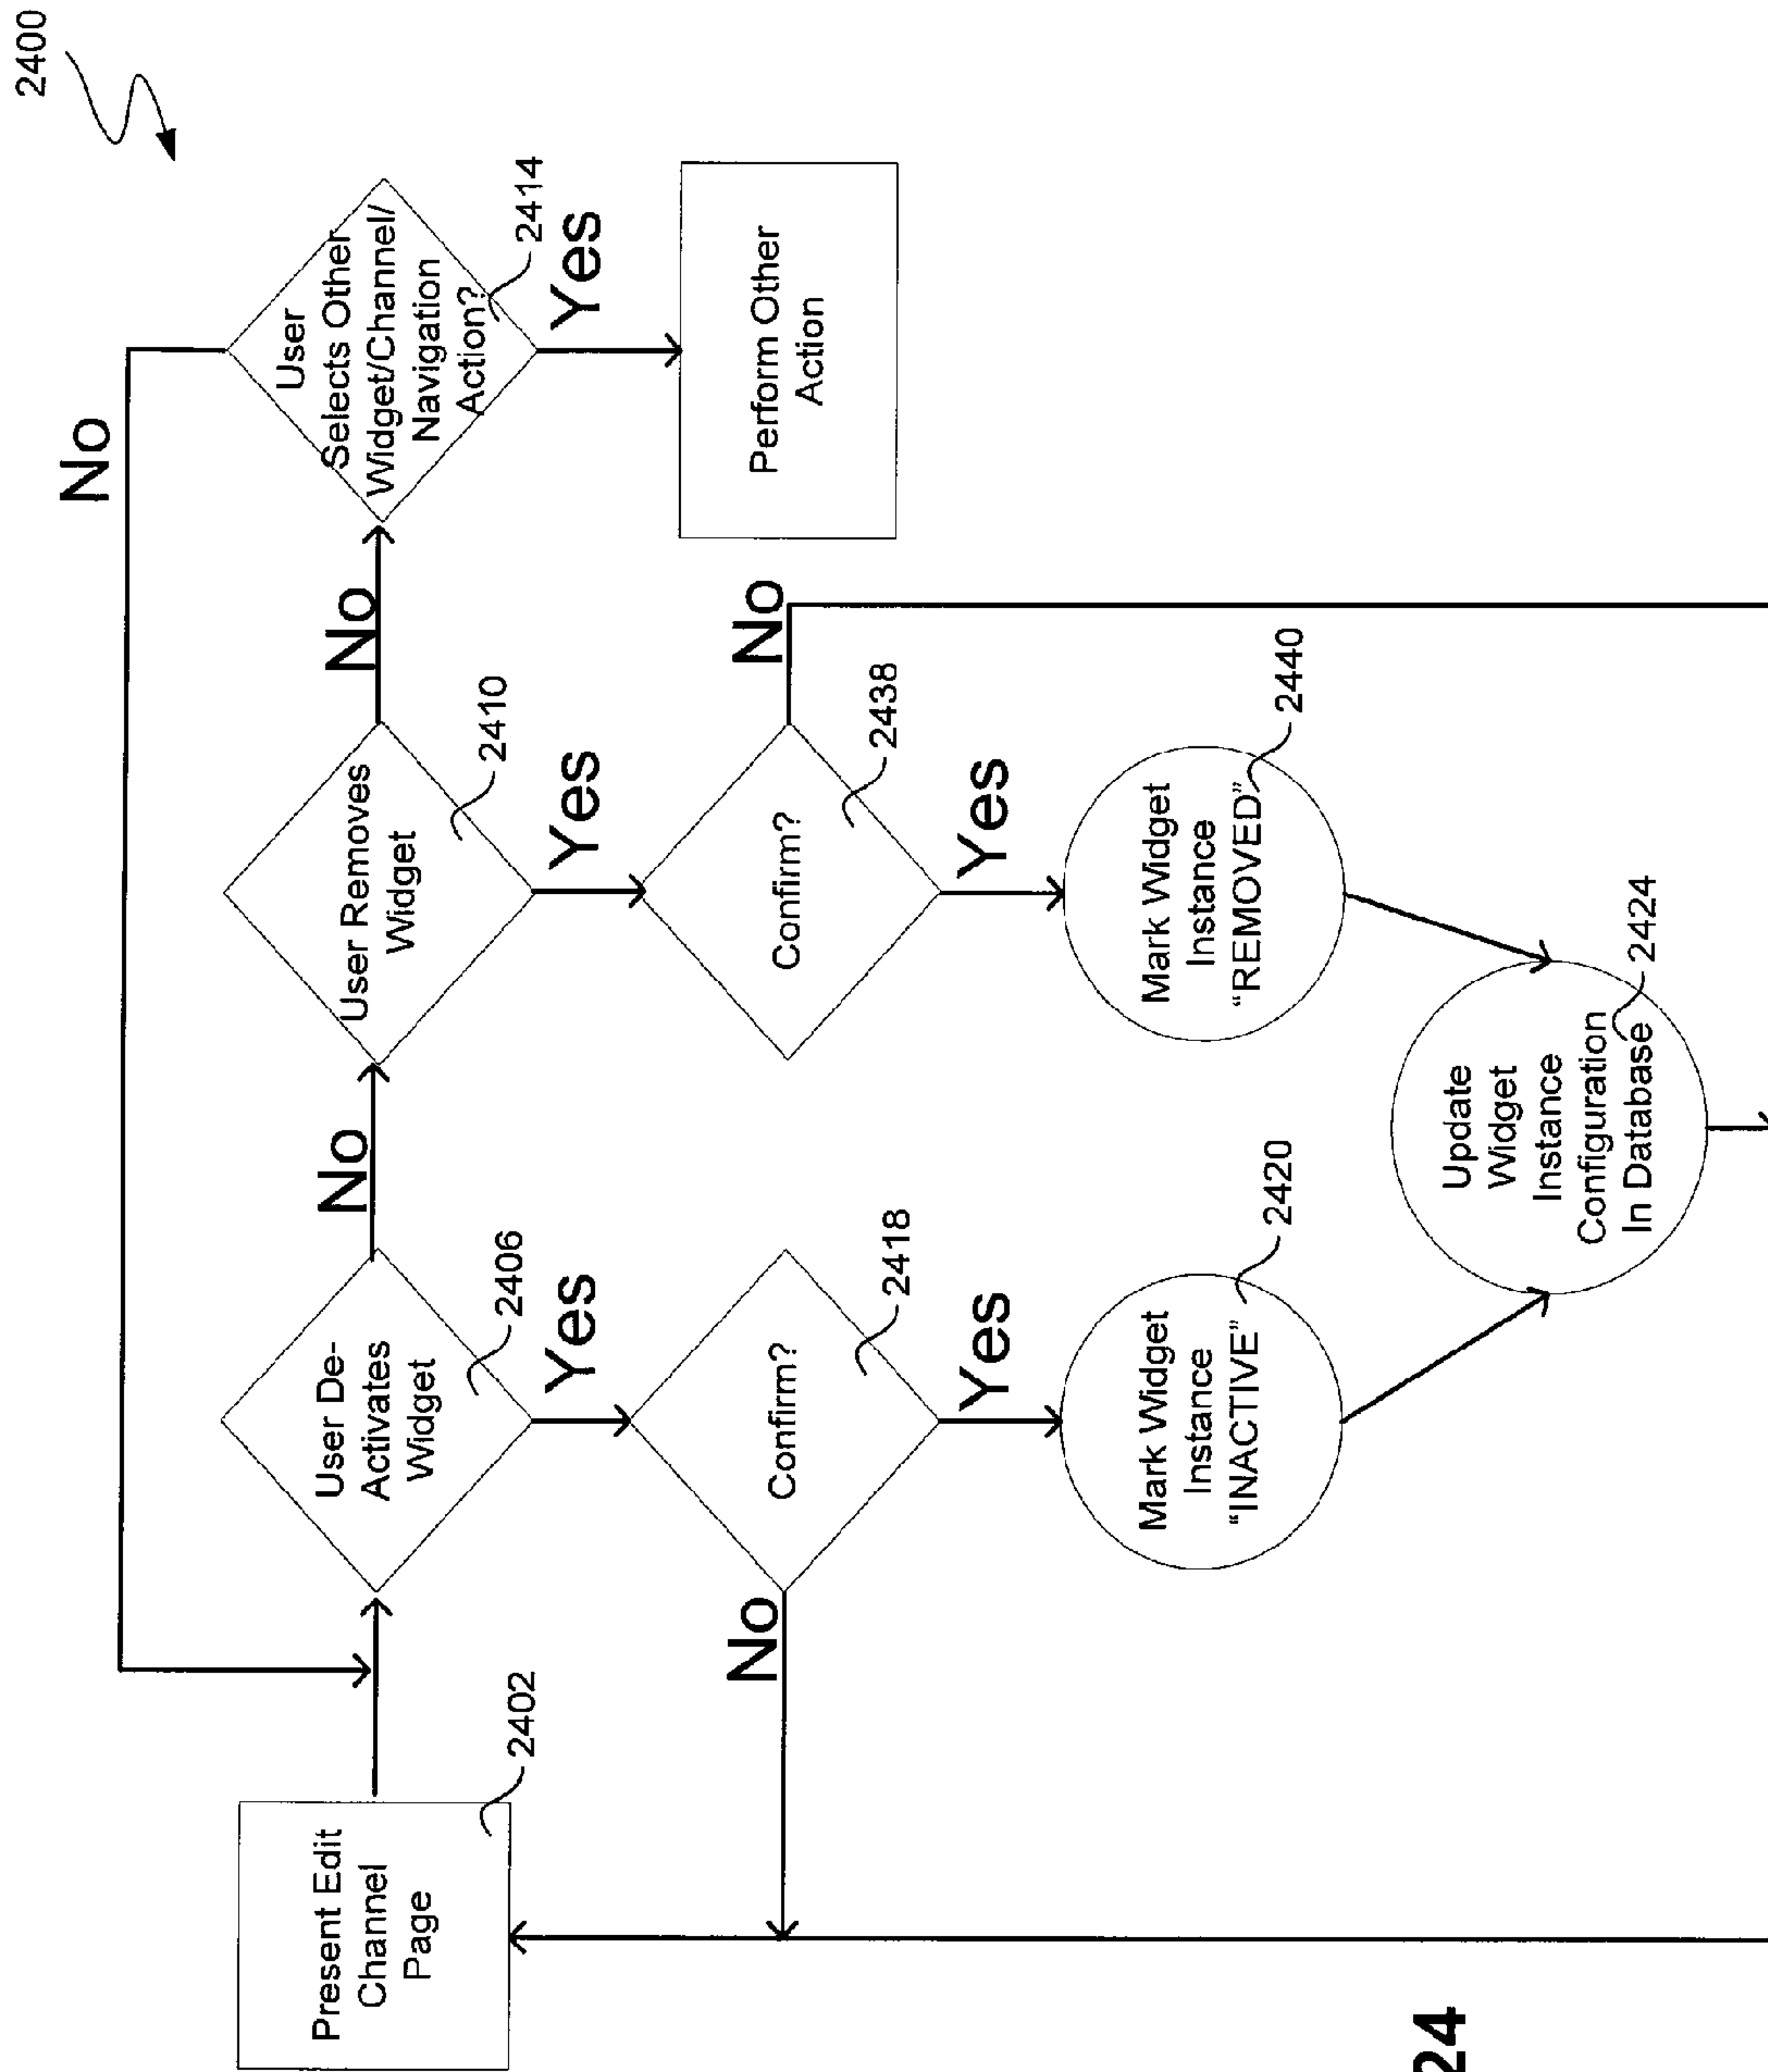 2400
No
Present Edit
Channel
Page
2402
User De-
Activates
Widget
2406
No
User Removes
Widget
2410
No
User
Selects Other
Widget/Channel/
Navigation
Action?
2414
Yes
Yes
Yes
No
Confirm?
2418
Confirm?
2438
No
Perform Other
Action
Yes
Yes
Mark Widget
Instance
“INACTIVE”
2420
Mark Widget
Instance
“REMOVED”
2440
Update
Widget
Instance
Configuration
In Database
2424
24